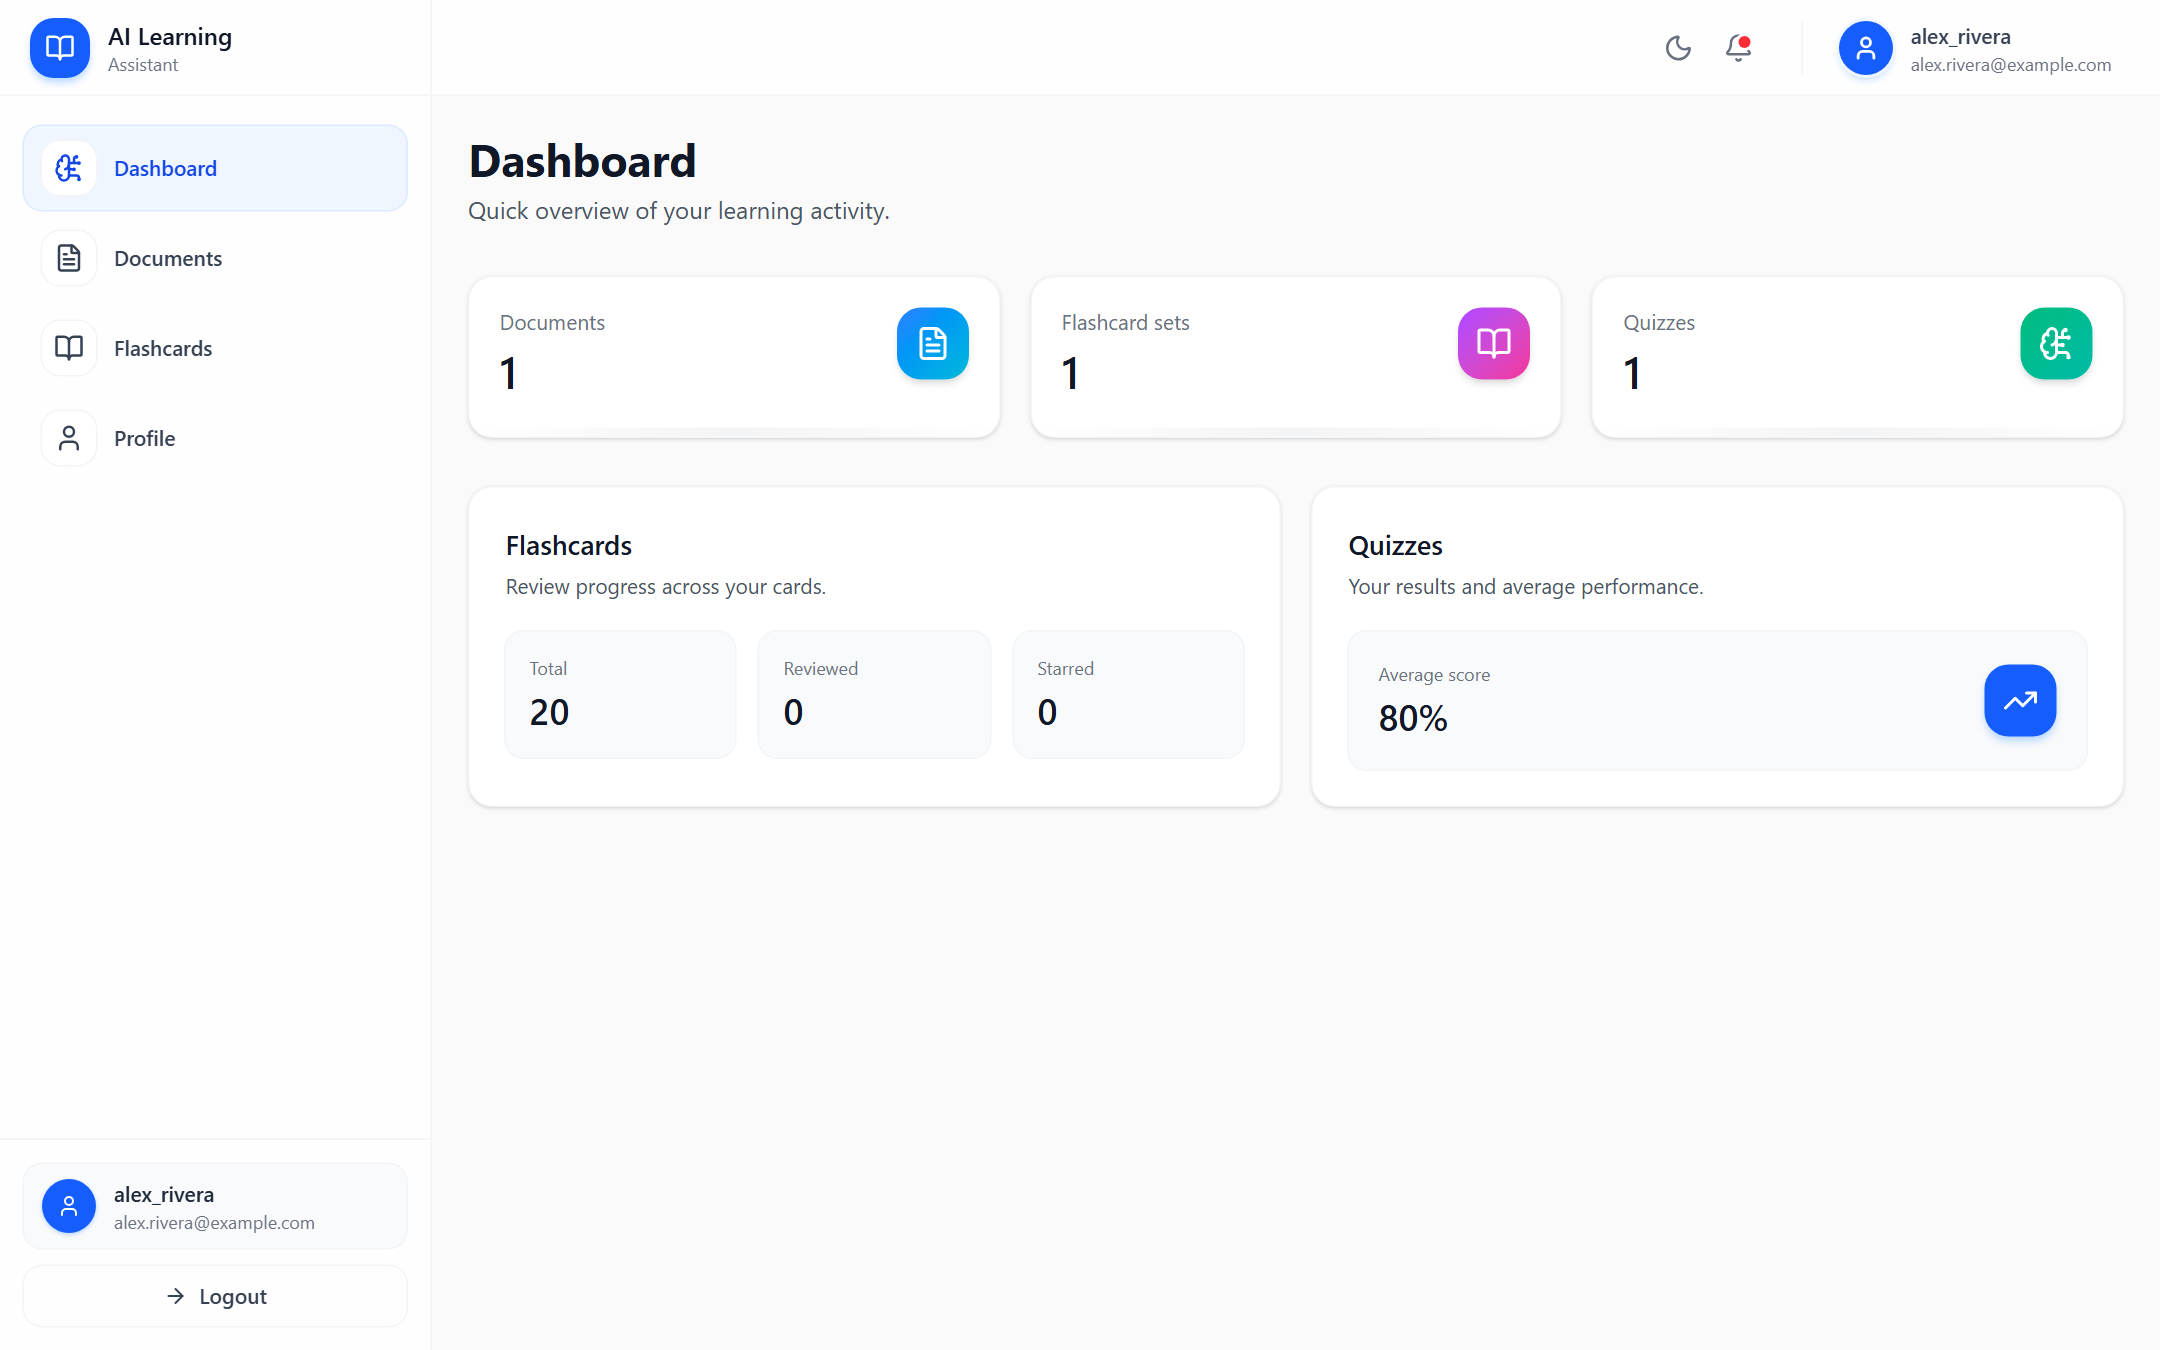 AI Learning
Assistant
alex_rivera
alex.rivera@example.com
Dashboard
Documents
Flashcards
Profile
Dashboard
Quick overview of your learning activity.
Documents
1
Flashcard sets
1
Quizzes
1
Flashcards
Review progress across your cards.
Total
20
Reviewed
0
Starred
0
Quizzes
Your results and average performance.
Average score
80%
alex_rivera
alex.rivera@example.com
Logout